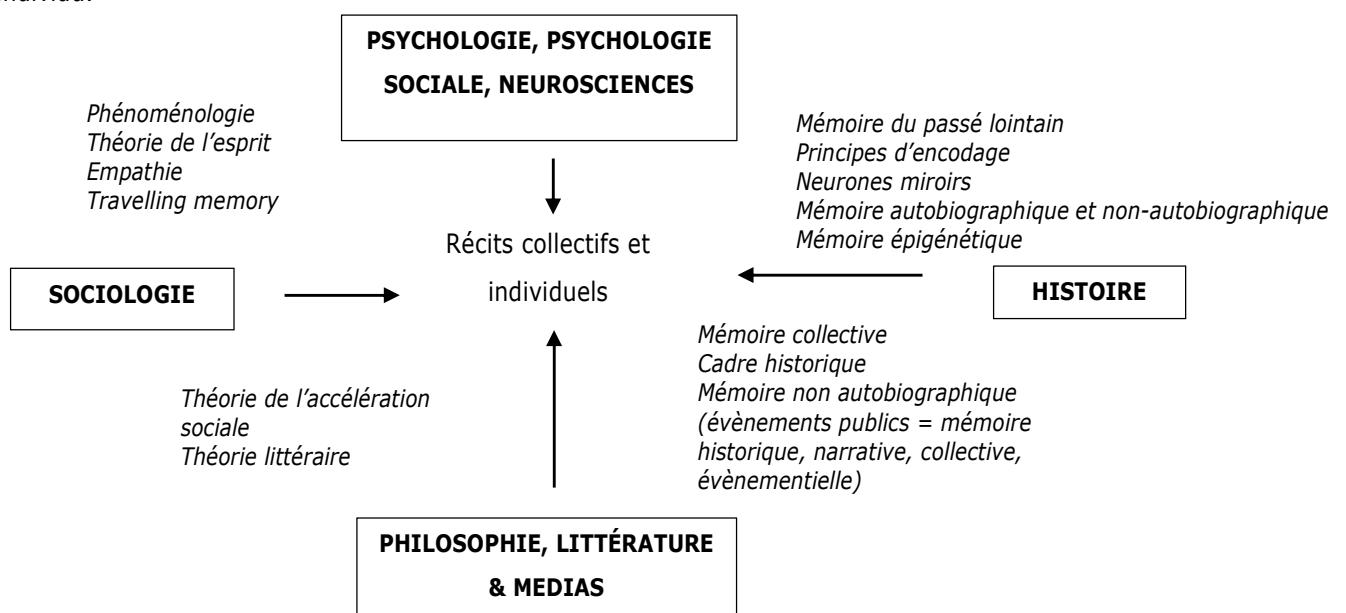 PSYCHOLOGIE, PSYCHOLOGIE
SOCIALE, NEUROSCIENCES
Phénoménologie
Théorie de l’esprit
Empathie
Travelling memory
Mémoire du passé lointain
Principes d’encodage
Neurones miroirs
Mémoire autobiographique et non-autobiographique
Mémoire épigénétique
Récits collectifs et
individuels
SOCIOLOGIE
HISTOIRE
Mémoire collective
Cadre historique
Mémoire non autobiographique
(évènements publics = mémoire
historique, narrative, collective,
évènementielle)
Théorie de l’accélération
sociale
Théorie littéraire
PHILOSOPHIE, LITTÉRATURE
& MEDIAS